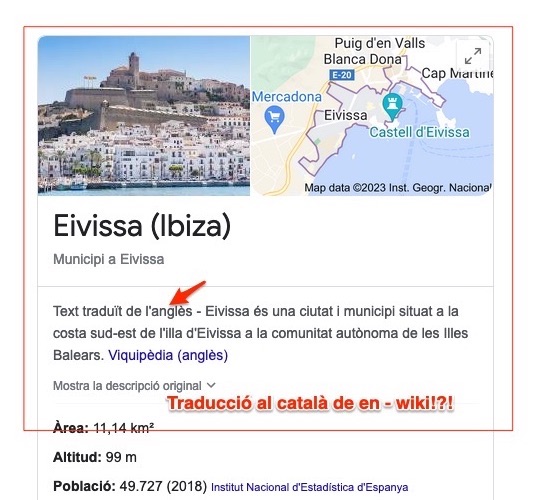 Puig d'en Valls
Blanca Dona
E-20
Cap Martine
Mercadona
Eivissa
Castell d'Eivissa
Map data ©2023 Inst. Geogr. Nacional
Eivissa (Ibiza)
Municipi a Eivissa
Text traduït de l'anglès - Eivissa és una ciutat i municipi situat a la
costa sud-est de l'illa d'Eivissa a la comunitat autònoma de les Illes
Balears. Viquipèdia (anglès)
Mostra la descripció original
Traducció al català de en - wiki!?!
Àrea: 11,14 km²
Altitud: 99 m
Població: 49.727 (2018) Institut Nacional d'Estadística d'Espanya